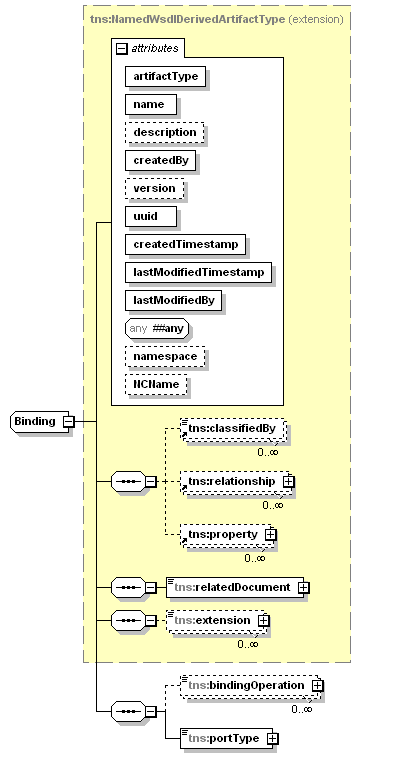 tns:NamedWsdlDerivedArtifactType (extension)
attributes
artifactType
name
description
createdBy
version
uuid
createdTimestamp
lastModifiedTimestamp
lastModifiedBy
any ##any
namespace
NCName
Binding
tns:classifiedBy
0..∞
tns:relationship
0..∞
tns:property
0..∞
tns:relatedDocument
tns:extension
0..∞
tns:bindingOperation
0..∞
tns:portType